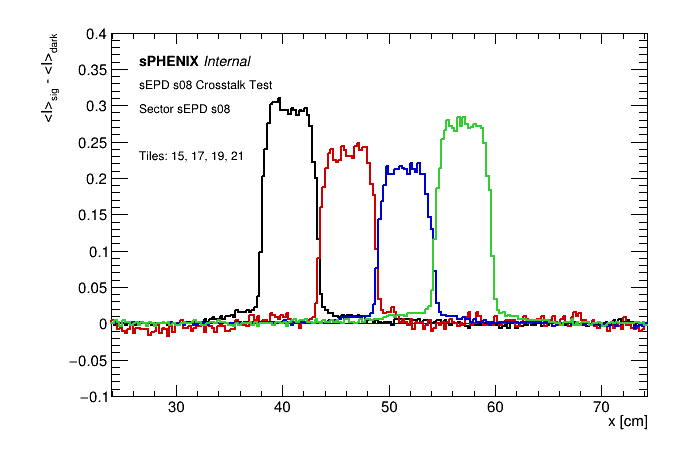 <I>sig - <I>dark
sPHENIX Internal
sEPD s08 Crosstalk Test
Sector sEPD s08
Tiles: 15, 17, 19, 21
0.4
0.35
0.3
0.25
0.2
0.15
0.1
0.05
0
−0.05
−0.1
30 40 50 60 70
x [cm]